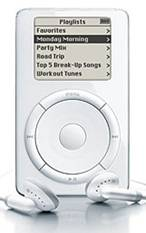 Playlists
Favorites >
Monday Morning >
Party Mix >
Road Trip >
Top 5 Break-Up Songs >
Workout Tunes >